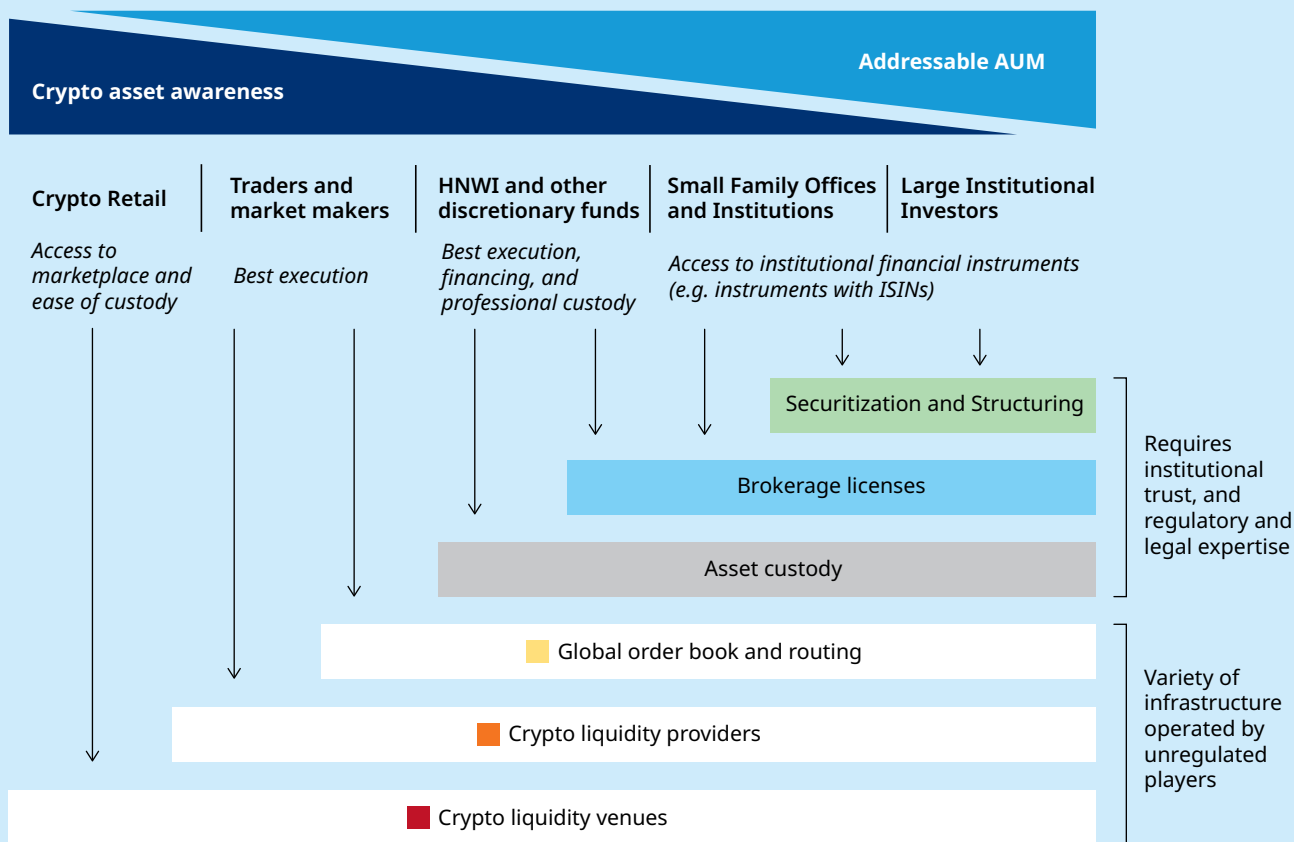 Addressable AUM
Crypto asset awareness
Crypto Retail
Traders and
market makers
HNWI and other
discretionary funds
Small Family Offices
and Institutions
Large Institutional
Investors
Access to
marketplace and
ease of custody
Best execution
Best execution,
financing, and
professional custody
Access to institutional financial instruments
(e.g. instruments with ISINs)
Securitization and Structuring
Brokerage licenses
Asset custody
Requires
institutional
trust, and
regulatory and
legal expertise
Global order book and routing
Crypto liquidity providers
Crypto liquidity venues
Variety of
infrastructure
operated by
unregulated
players